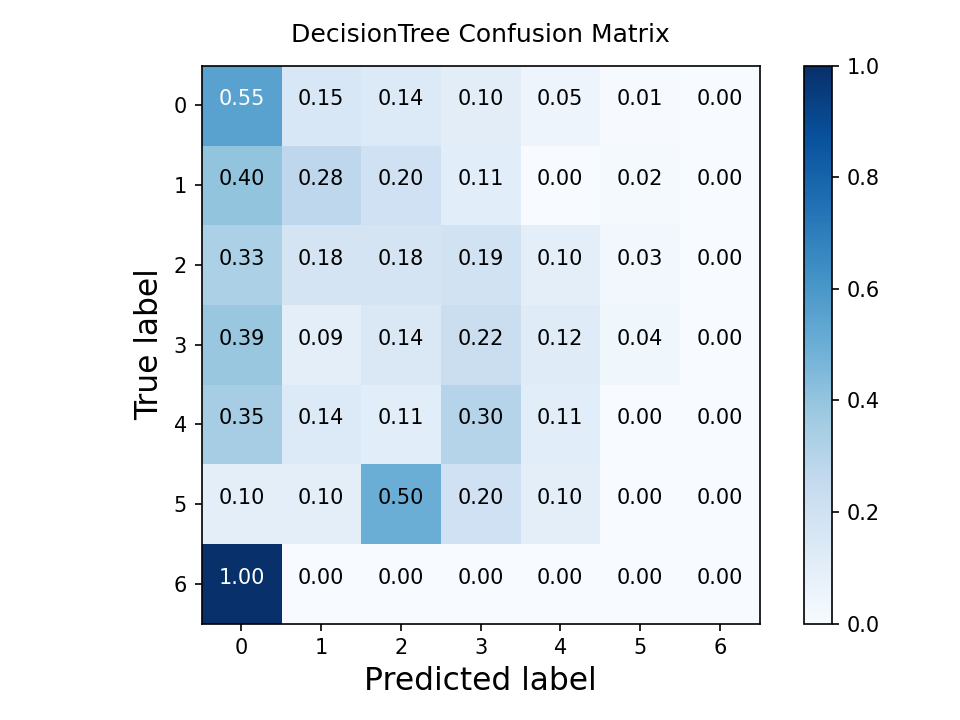 DecisionTree Confusion Matrix
1.0
0 0.55 0.15 0.14 0.10 0.05 0.01 0.00
1 0.40 0.28 0.20 0.11 0.00 0.02 0.00
0.8
2 0.33 0.18 0.18 0.19 0.10 0.03 0.00
0.6
True label
3 0.39 0.09 0.14 0.22 0.12 0.04 0.00
0.4
4 0.35 0.14 0.11 0.30 0.11 0.00 0.00
5 0.10 0.10 0.50 0.20 0.10 0.00 0.00
0.2
6 1.00 0.00 0.00 0.00 0.00 0.00 0.00
0.0
0 1 2 3 4 5 6
Predicted label